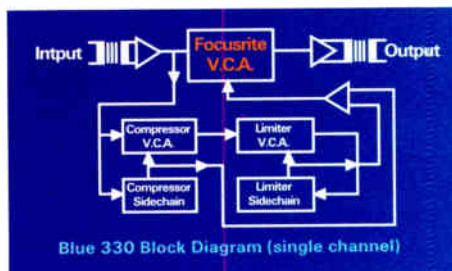 Intput
Focusrite
V.C.A.
Output
Compressor
V.C.A.
Limiter
V.C.A.
Compressor
Sidechain
Limiter
Sidechain
Blue 330 Block Diagram (single channel)